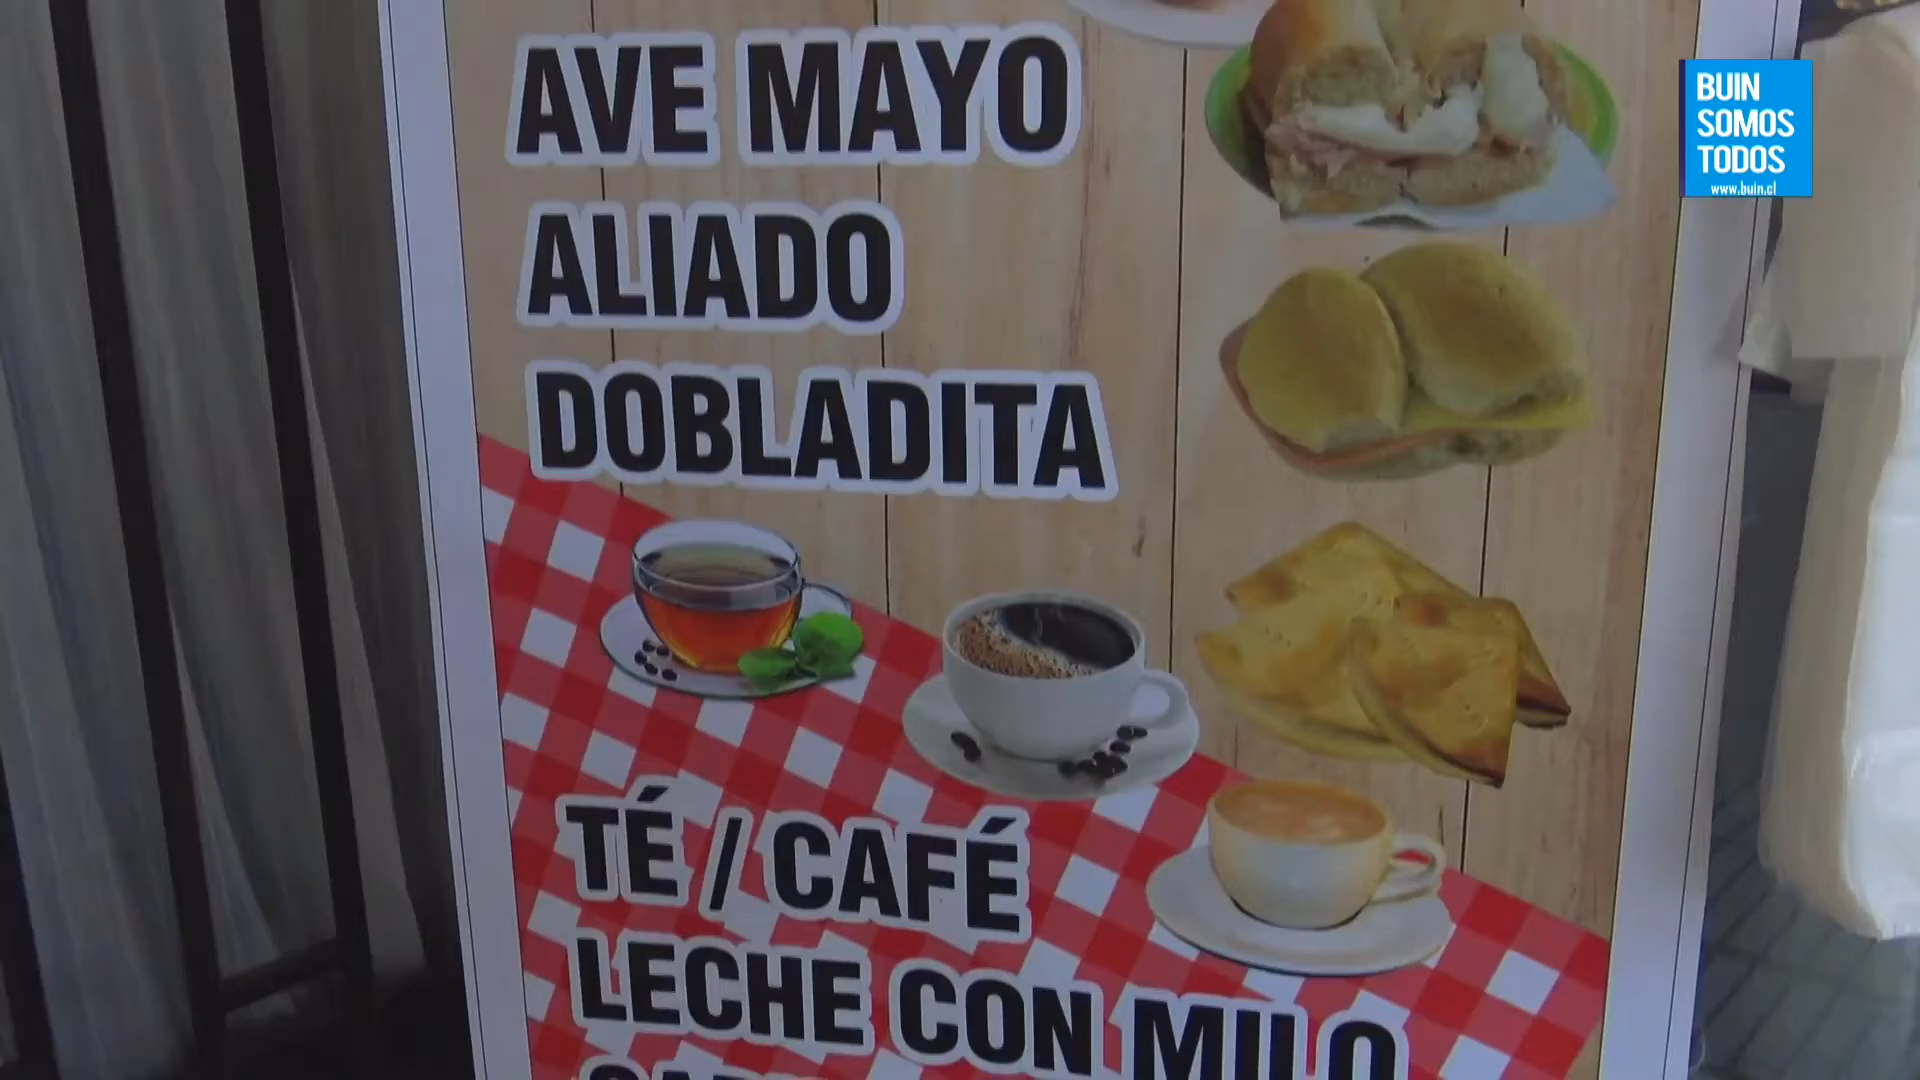 AVE MAYO
ALIADO
DOBLADITA
TÉ / CAFÉ
LECHE CON MILO
BUIN
SOMOS
TODOS
www.buin.cl